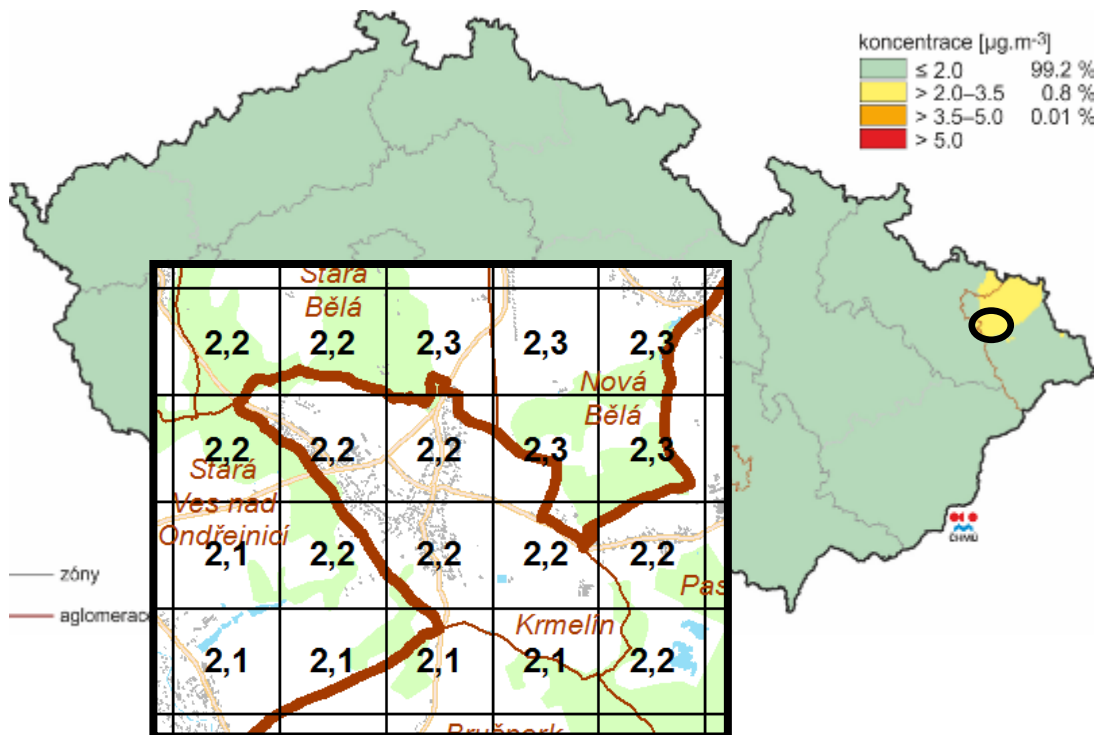 koncentrace [µg.m-3]
≤ 2.0 99.2 %
> 2.0–3.5 0.8 %
> 3.5–5.0 0.01 %
> 5.0
Stará
Bělá
2,2 2,2 2,3 2,3 2,3
Nová
Bělá
2,2 2,2 2,2 2,3 2,3
Stará
Ves nad
Ondřejnicí
2,1 2,2 2,2 2,2 2,2
Pas
Krmelín
2,1 2,1 2,1 2,1 2,2
zóny
aglomerace
ČHMÚ